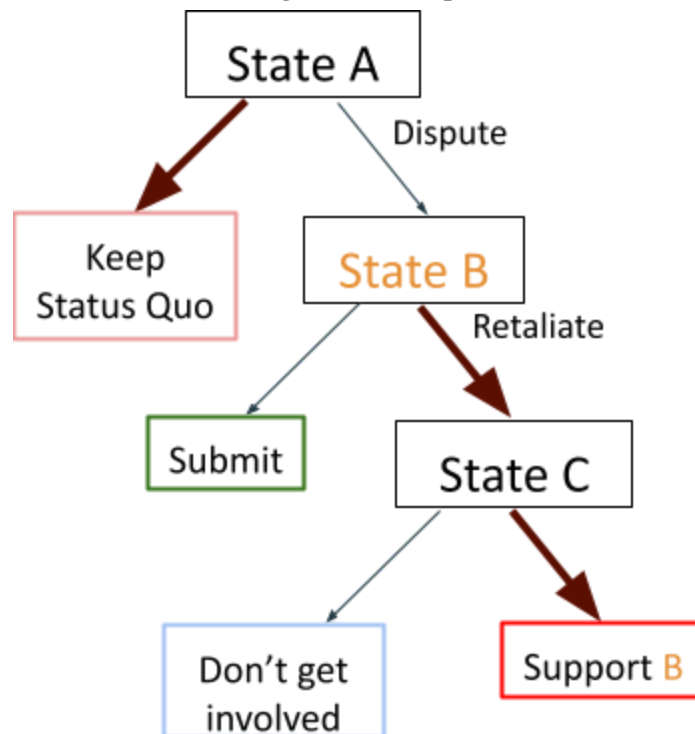 State A
Dispute
Keep
Status Quo
State B
Retaliate
Submit
State C
Don't get
involved
Support B